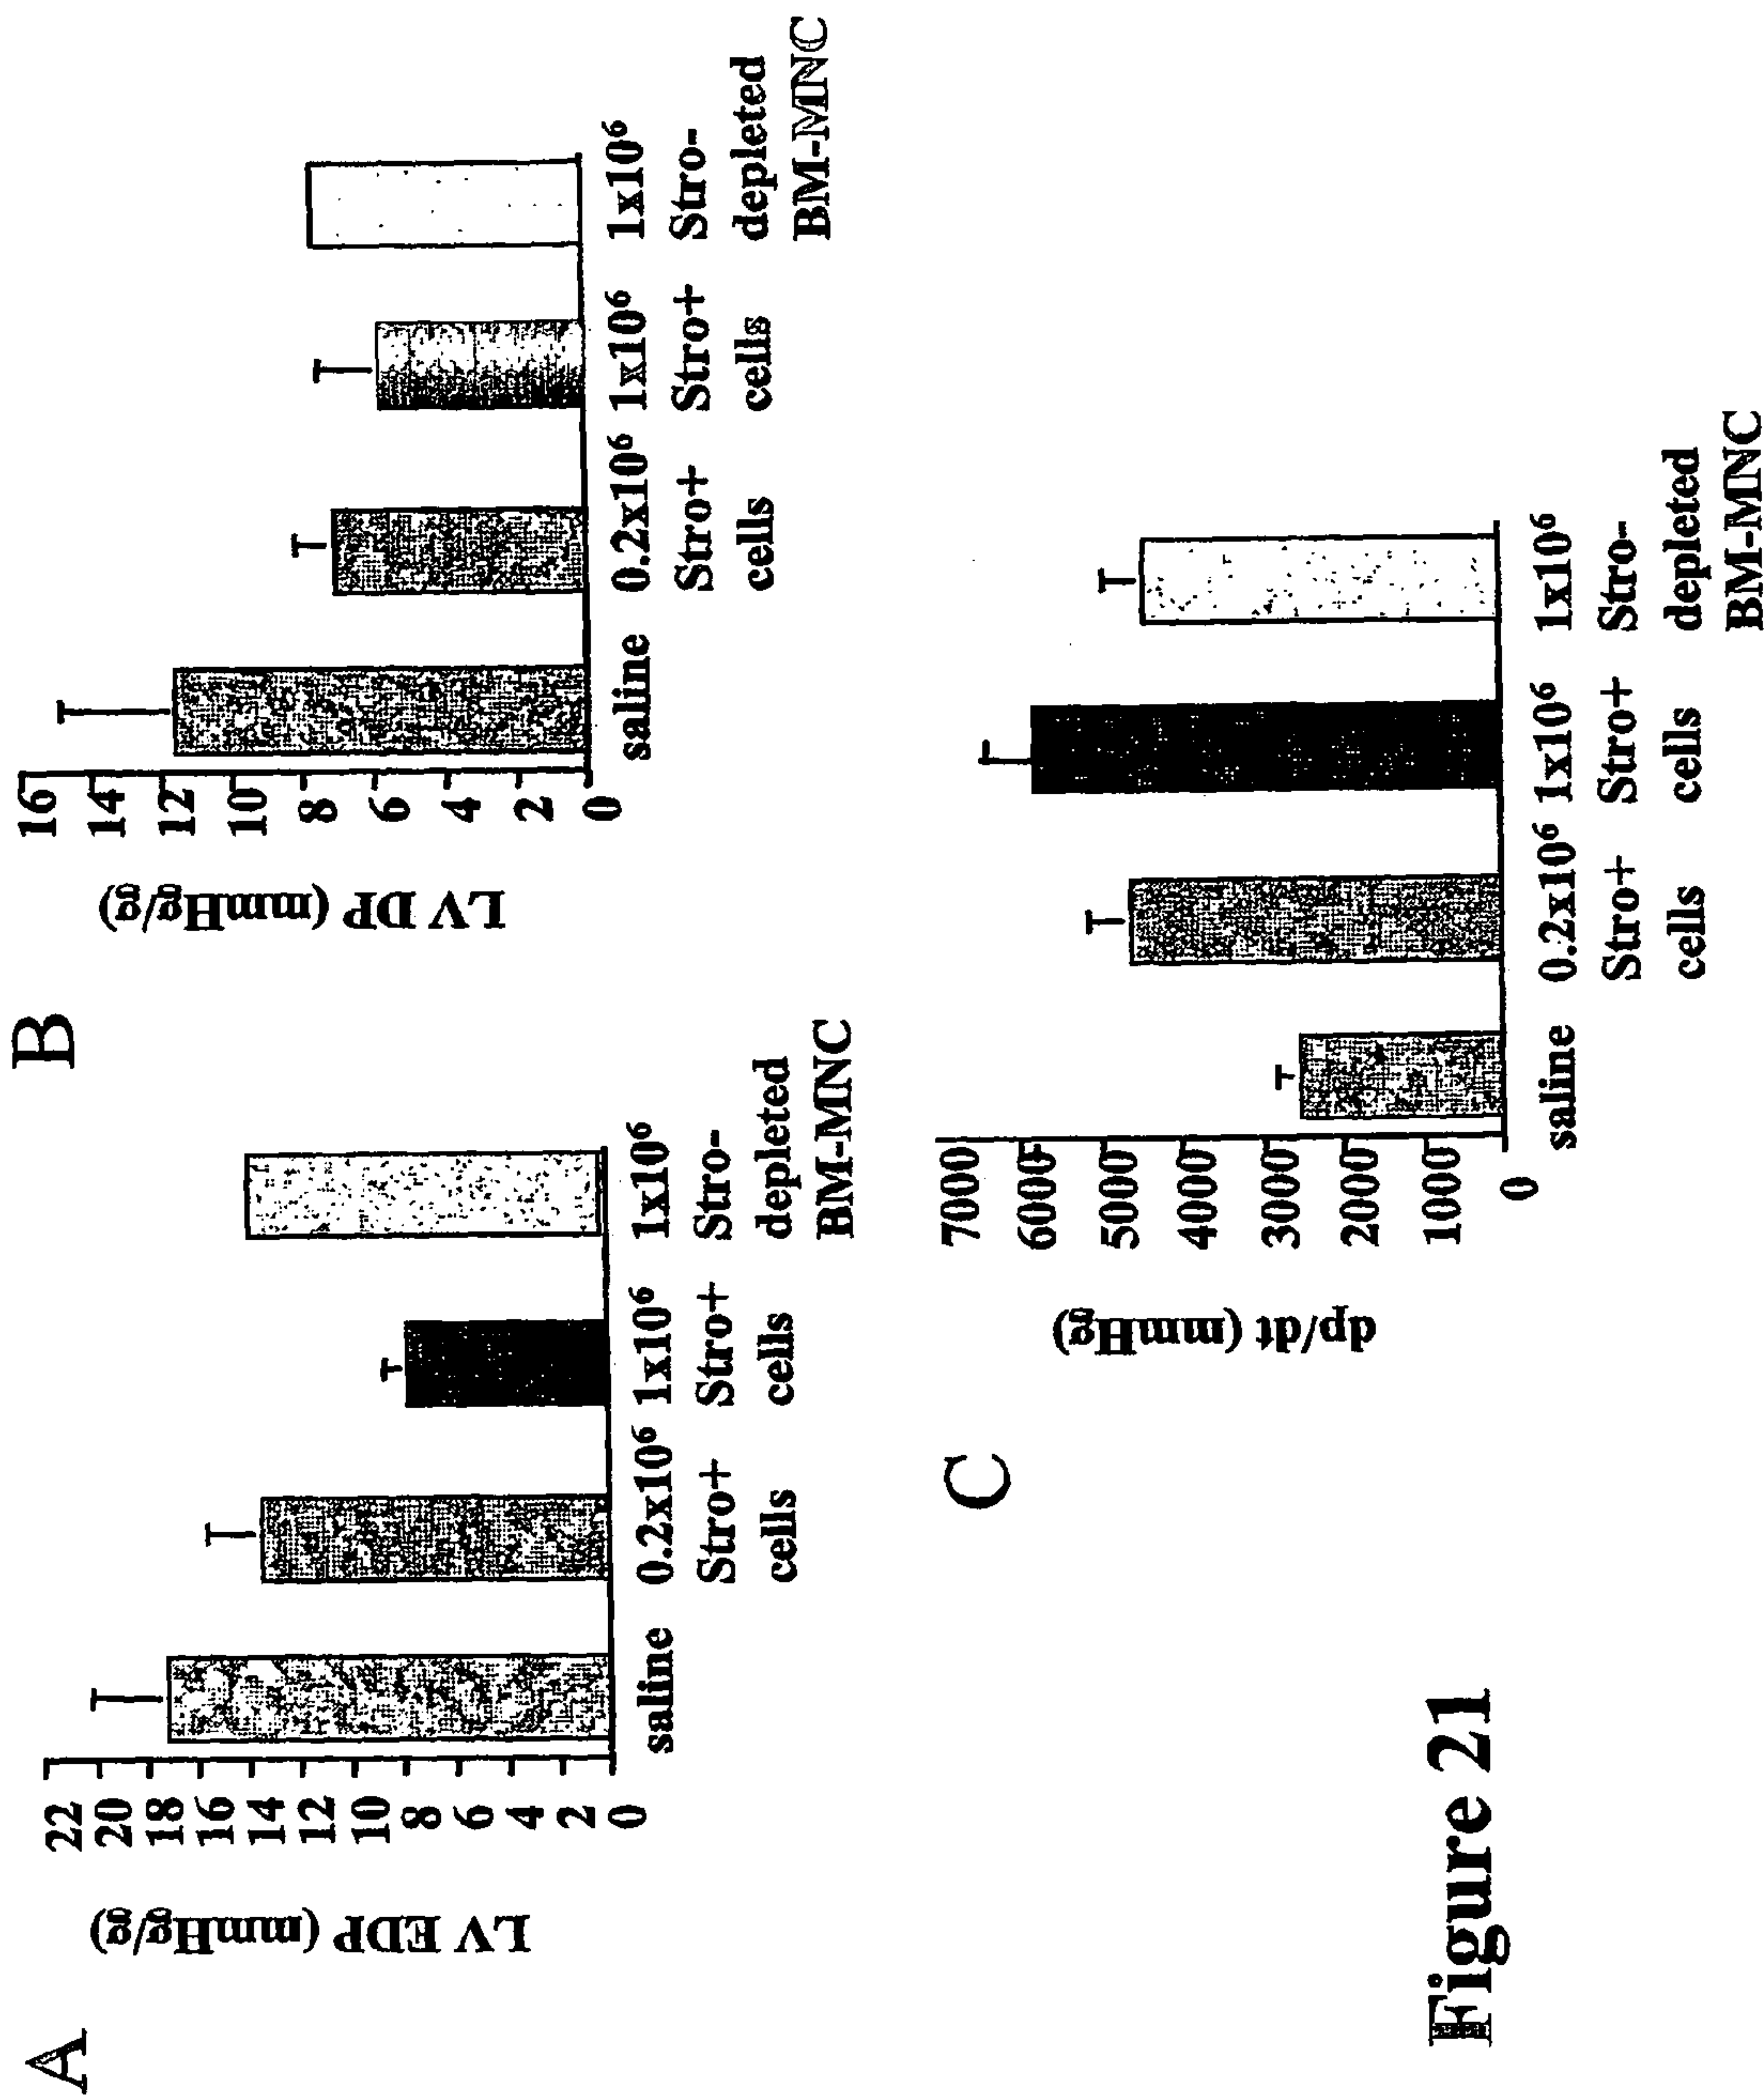 A
LV EDP (mmHg/g)
22
20
18
16
14
12
10
8
6
4
2
0
saline
0.2x10⁶ 1x10⁶ 1x10⁶
Stro+ Stro+ Stro-
cells cells depleted
BM-MNC
B
LV DP (mmHg/g)
16
14
12
10
8
6
4
2
0
saline
0.2x10⁶ 1x10⁶ 1x10⁶
Stro+ Stro+ Stro-
cells cells depleted
BM-MNC
C
dp/dt (mmHg)
7000
6000
5000
4000
3000
2000
1000
0
saline
0.2x10⁶ 1x10⁶ 1x10⁶
Stro+ Stro+ Stro-
cells cells depleted
BM-MNC
Figure 21